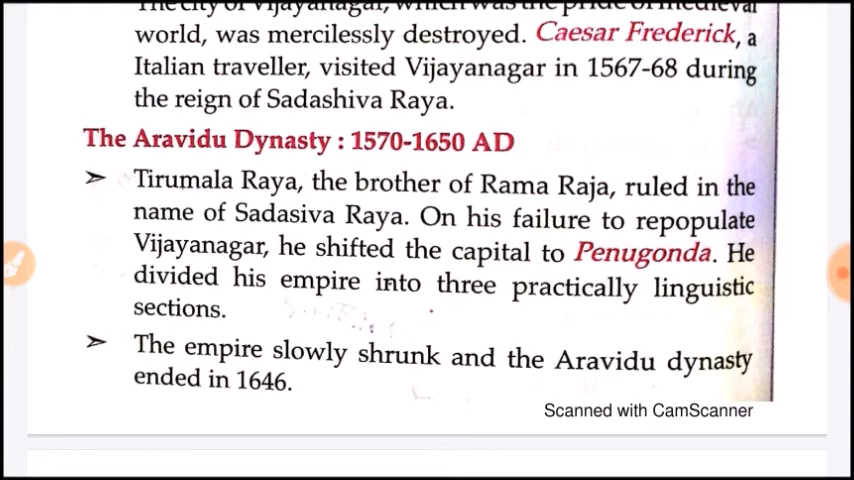 The city of Vijayanagar, which was the pride of medieval
world, was mercilessly destroyed. Caesar Frederick, a
Italian traveller, visited Vijayanagar in 1567-68 during
the reign of Sadashiva Raya.
The Aravidu Dynasty : 1570-1650 AD
➢ Tirumala Raya, the brother of Rama Raja, ruled in the
name of Sadasiva Raya. On his failure to repopulate
Vijayanagar, he shifted the capital to Penugonda. He
divided his empire into three practically linguistic
sections.
➢ The empire slowly shrunk and the Aravidu dynasty
ended in 1646.
Scanned with CamScanner